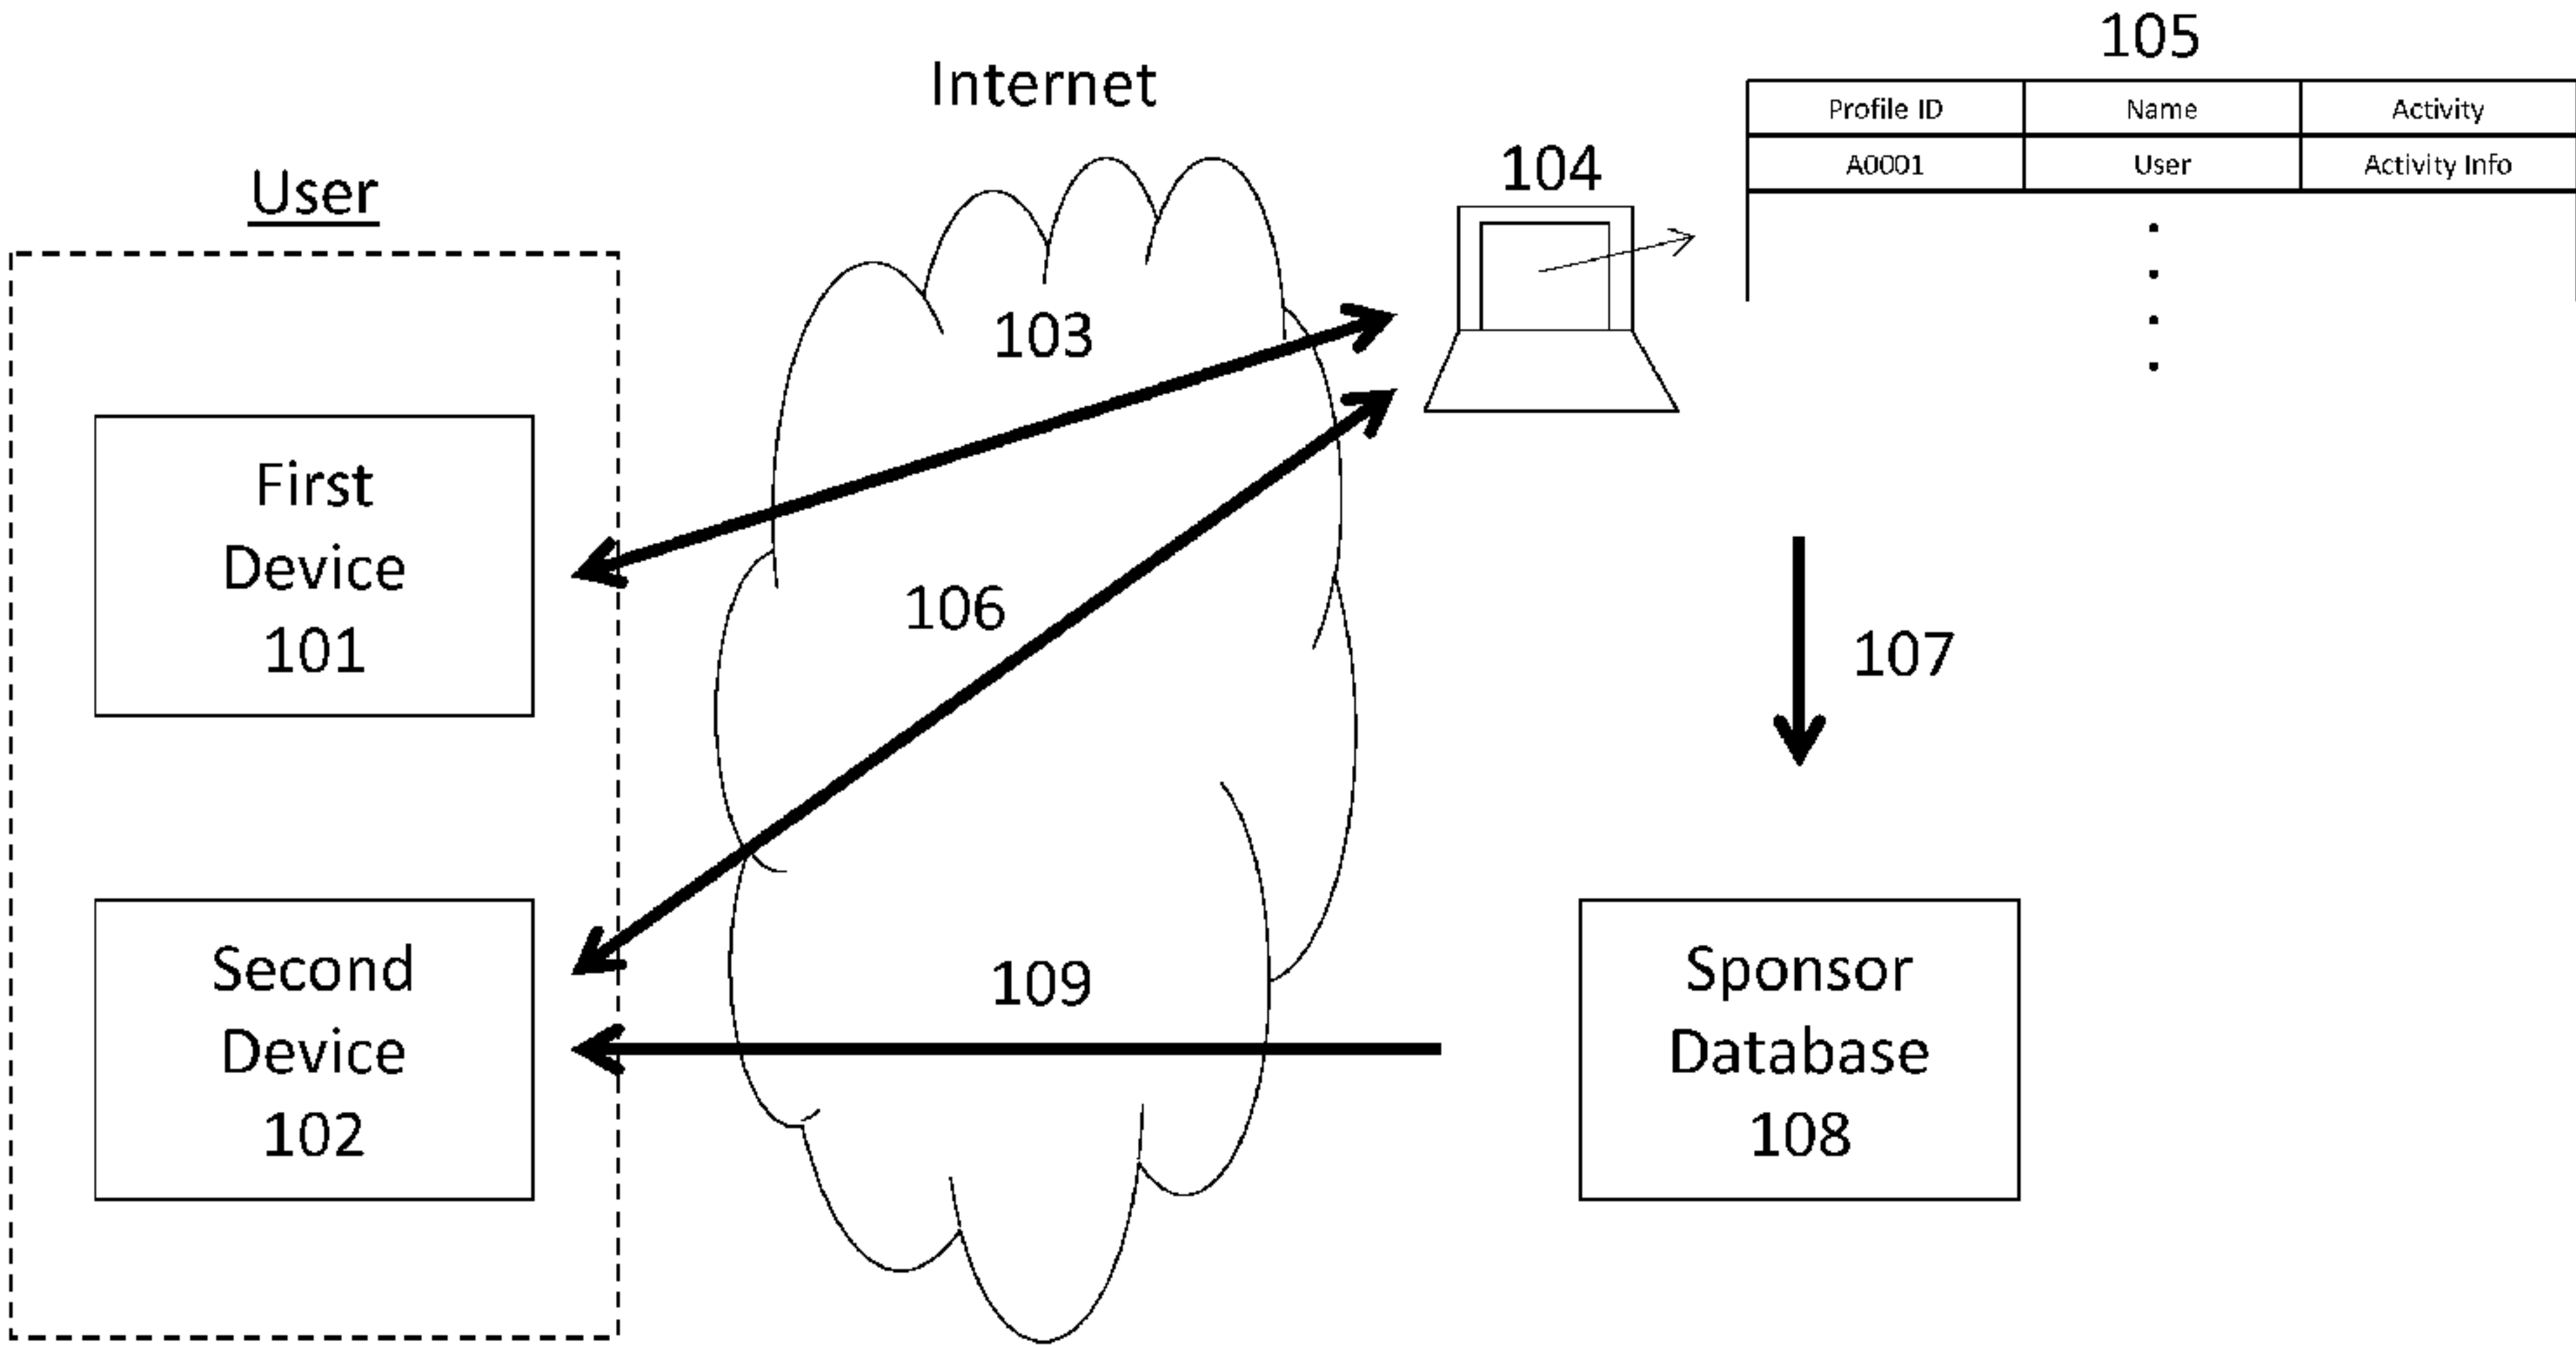 105
Internet
Profile ID Name Activity
A0001 User Activity Info
104
User
103
First
Device
101
106
107
Second
Device
102
109
Sponsor
Database
108